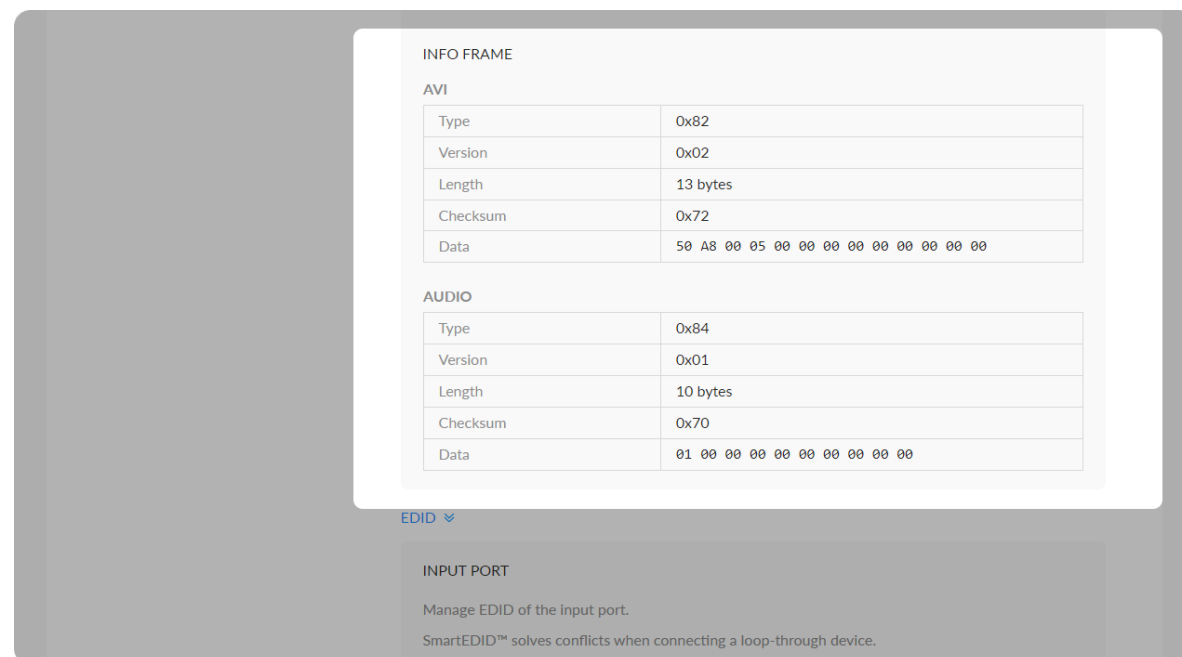 INFO FRAME
AVI
Type 0x82
Version 0x02
Length 13 bytes
Checksum 0x72
Data 50 A8 00 05 00 00 00 00 00 00 00 00 00
AUDIO
Type 0x84
Version 0x01
Length 10 bytes
Checksum 0x70
Data 01 00 00 00 00 00 00 00 00 00
EDID
INPUT PORT
Manage EDID of the input port.
SmartEDID™ solves conflicts when connecting a loop-through device.